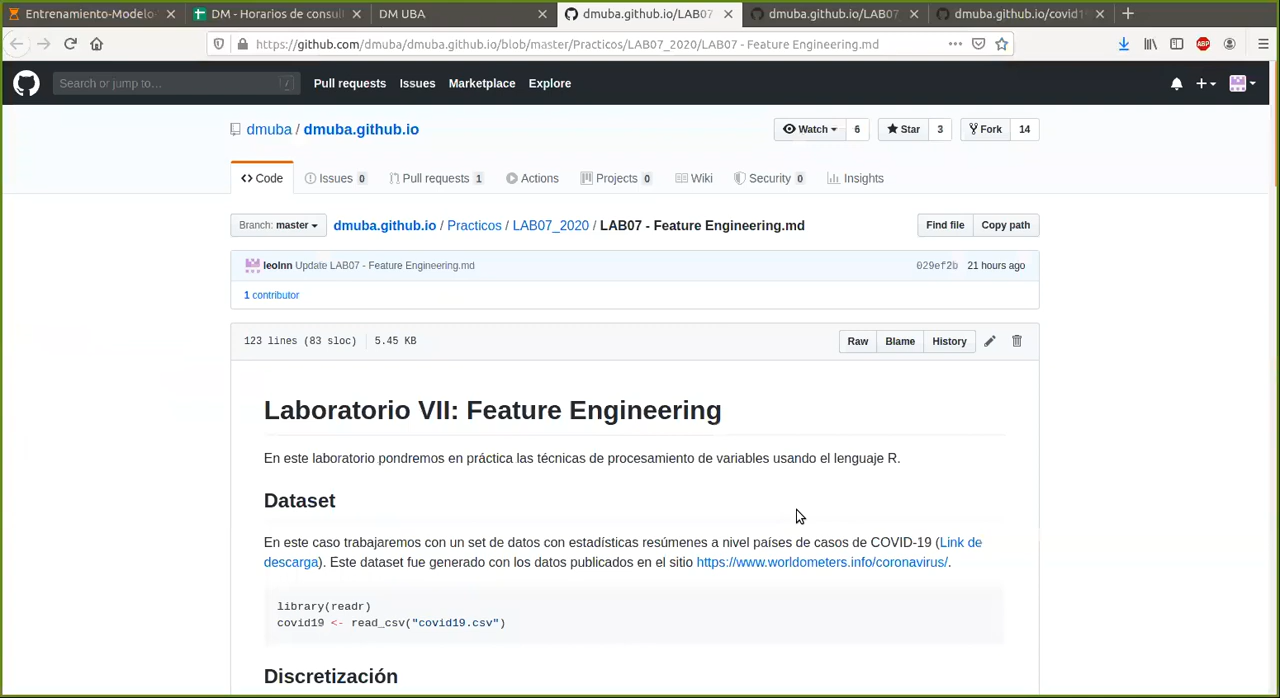 Entrenamiento-Modelo-
DM - Horarios de consult
DM UBA
dmuba.github.io/LAB07
dmuba.github.io/LAB07
dmuba.github.io/covid1
https://github.com/dmuba/dmuba.github.io/blob/master/Practicos/LAB07_2020/LAB07 - Feature Engineering.md
ABP
Search or jump to…
/
Pull requests
Issues
Marketplace
Explore
dmuba / dmuba.github.io
Watch 6
Star 3
Fork 14
Code
Issues 0
Pull requests 1
Actions
Projects 0
Wiki
Security 0
Insights
Branch: master
dmuba.github.io / Practicos / LAB07_2020 / LAB07 - Feature Engineering.md
Find file
Copy path
leolnn Update LAB07 - Feature Engineering.md
029ef2b 21 hours ago
1 contributor
123 lines (83 sloc) 5.45 KB
Raw
Blame
History
Laboratorio VII: Feature Engineering
En este laboratorio pondremos en práctica las técnicas de procesamiento de variables usando el lenguaje R.
Dataset
En este caso trabajaremos con un set de datos con estadísticas resúmenes a nivel países de casos de COVID-19 (Link de
descarga). Este dataset fue generado con los datos publicados en el sitio https://www.worldometers.info/coronavirus/.
library(readr)
covid19 <- read_csv("covid19.csv")
Discretización